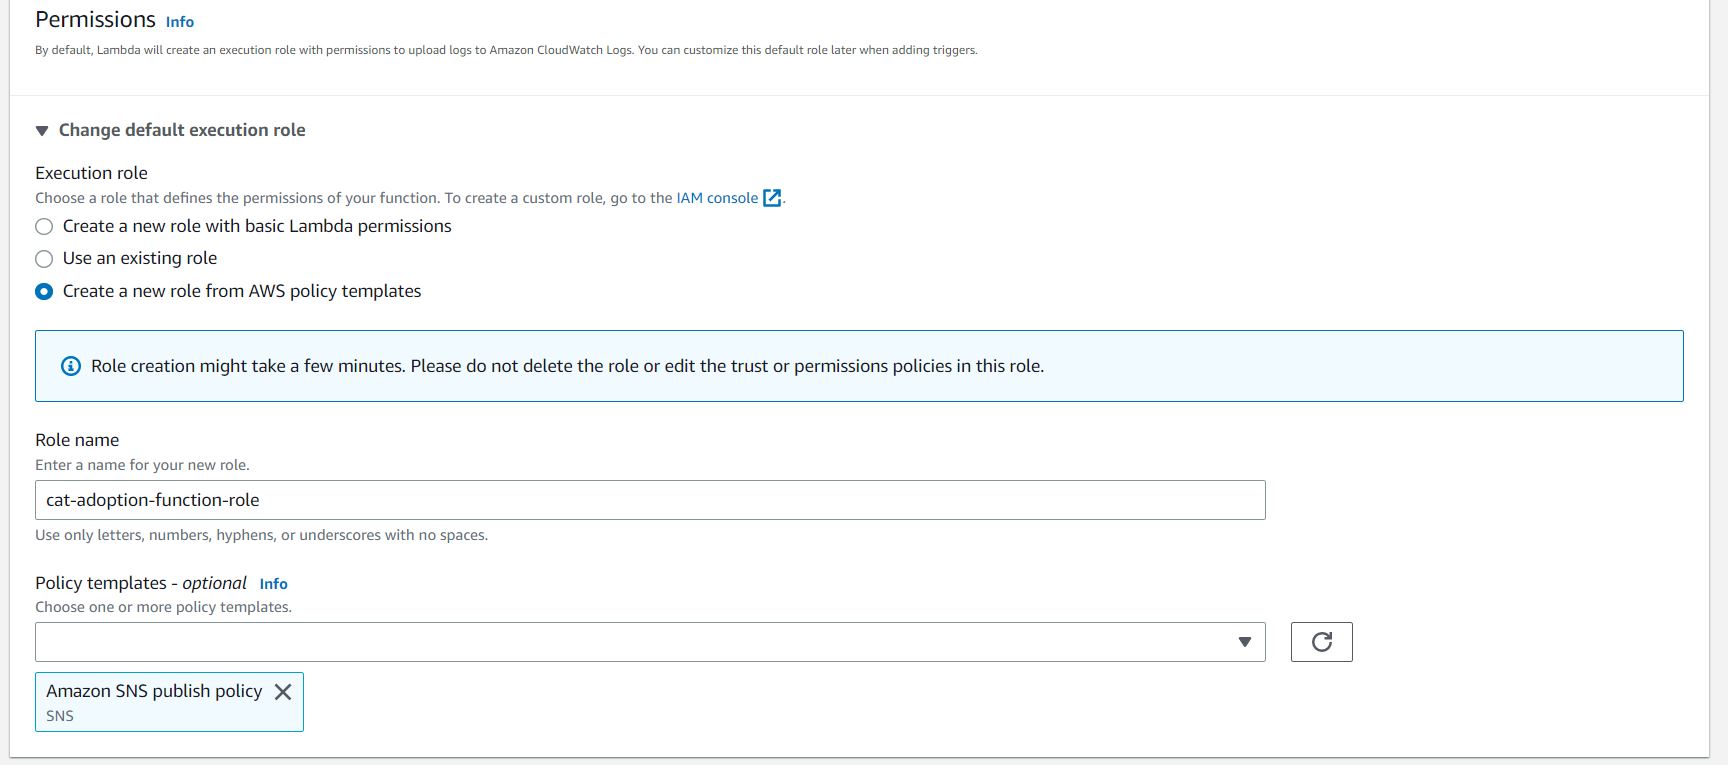 Permissions Info
By default, Lambda will create an execution role with permissions to upload logs to Amazon CloudWatch Logs. You can customize this default role later when adding triggers.
Change default execution role
Execution role
Choose a role that defines the permissions of your function. To create a custom role, go to the IAM console.
Create a new role with basic Lambda permissions
Use an existing role
Create a new role from AWS policy templates
Role creation might take a few minutes. Please do not delete the role or edit the trust or permissions policies in this role.
Role name
Enter a name for your new role.
cat-adoption-function-role
Use only letters, numbers, hyphens, or underscores with no spaces.
Policy templates - optional Info
Choose one or more policy templates.
Amazon SNS publish policy
SNS